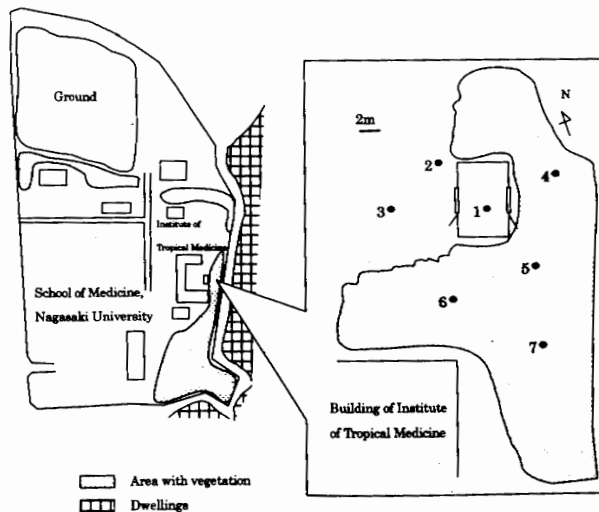 Ground
Institute of
Tropical Medicine
School of Medicine,
Nagasaki University
Area with vegetation
Dwellings
N
2m
2
4
3
1
5
6
7
Building of Institute
of Tropical Medicine